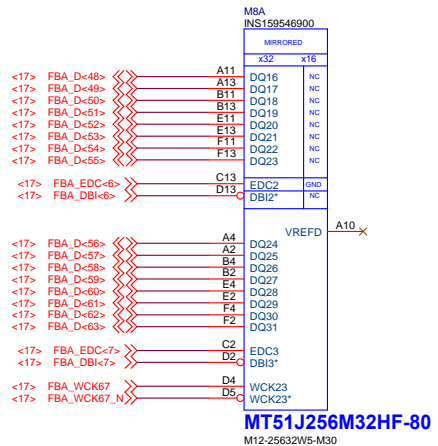 M8A
INS159546900
MIRRORED
x32 x16
<17> FBA_D<48> A11 DQ16 NC
<17> FBA_D<49> A13 DQ17 NC
<17> FBA_D<50> B11 DQ18 NC
<17> FBA_D<51> B13 DQ19 NC
<17> FBA_D<52> E11 DQ20 NC
<17> FBA_D<53> E13 DQ21 NC
<17> FBA_D<54> F11 DQ22 NC
<17> FBA_D<55> F13 DQ23 NC
<17> FBA_EDC<6> C13 EDC2 GND
<17> FBA_DBI<6> D13 DBI2* NC
VREFD A10
<17> FBA_D<56> A4 DQ24
<17> FBA_D<57> A2 DQ25
<17> FBA_D<58> B4 DQ26
<17> FBA_D<59> B2 DQ27
<17> FBA_D<60> E4 DQ28
<17> FBA_D<61> E2 DQ29
<17> FBA_D<62> F4 DQ30
<17> FBA_D<63> F2 DQ31
<17> FBA_EDC<7> C2 EDC3
<17> FBA_DBI<7> D2 DBI3*
<17> FBA_WCK67 D4 WCK23
<17> FBA_WCK67_N D5 WCK23*
MT51J256M32HF-80
M12-25632W5-M30